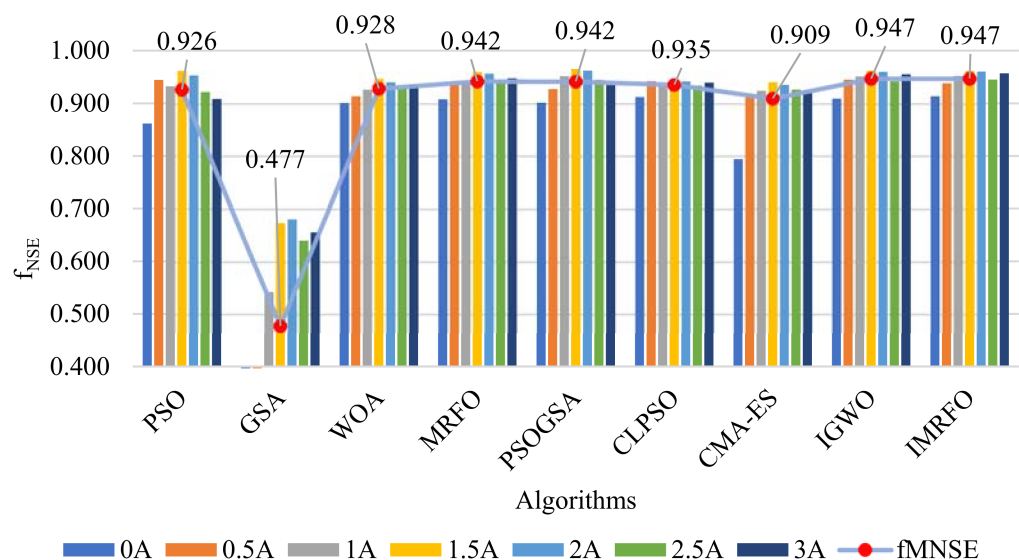 0.926
0.477
0.928
0.942
0.942
0.935
0.909
0.947
0.947
1.000
0.900
0.800
0.700
0.600
0.500
0.400
fNSE
PSO
GSA
WOA
MRFO
PSOGSA
CLPSO
CMA-ES
IGWO
IMRFO
Algorithms
0A 0.5A 1A 1.5A 2A 2.5A 3A fMNSE